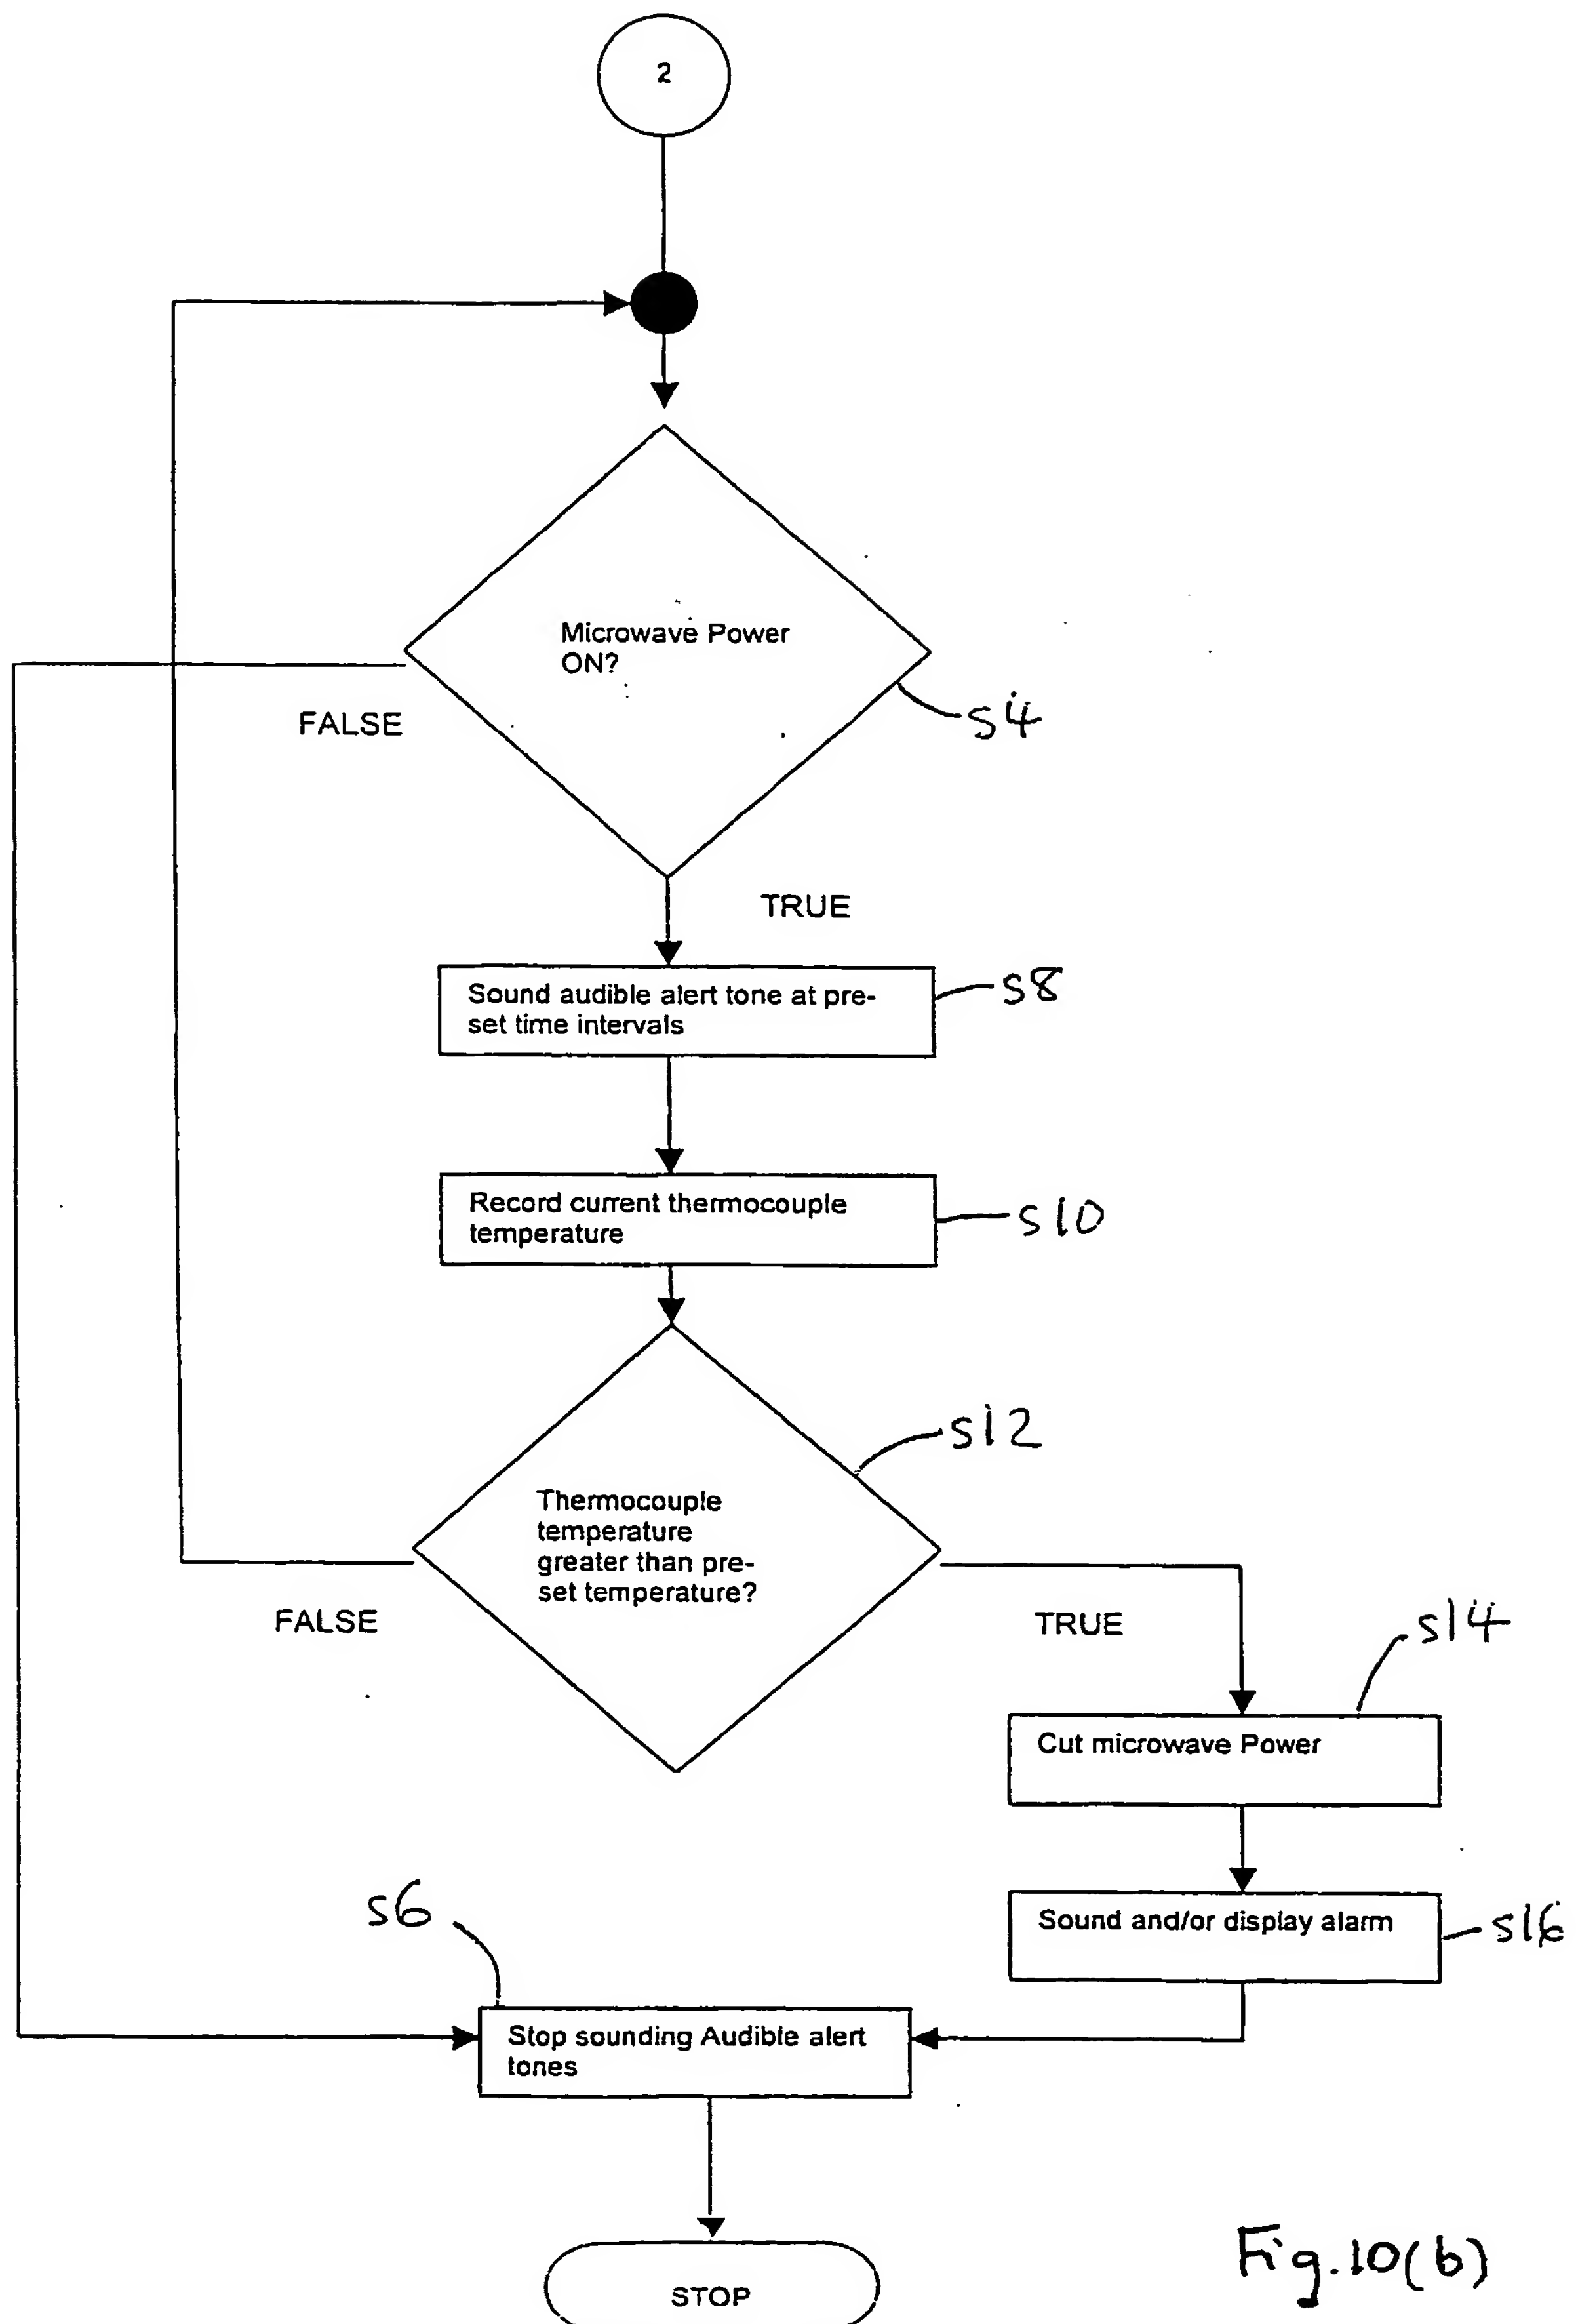 2
Microwave Power
ON?
s4
FALSE
TRUE
Sound audible alert tone at pre-
set time intervals
s8
Record current thermocouple
temperature
s10
s12
Thermocouple
temperature
greater than pre-
set temperature?
FALSE
TRUE
s14
Cut microwave Power
s6
Sound and/or display alarm
s16
Stop sounding Audible alert
tones
STOP
Fig.10(b)